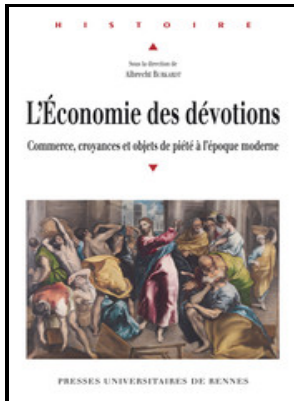 HISTOIRE
Sous la direction de
Albrecht BURKARDT
L'Économie des dévotions
Commerce, croyances et objets de piété à l'époque moderne
PRESSES UNIVERSITAIRES DE RENNES